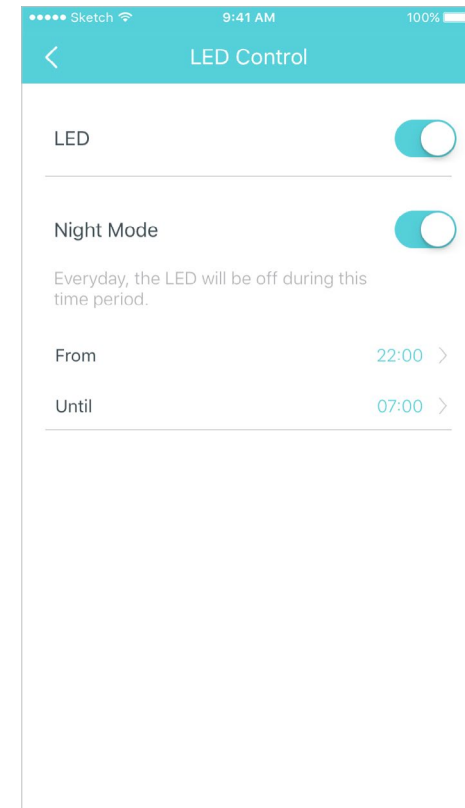 Sketch 9:41 AM 100%
LED Control
LED
Night Mode
Everyday, the LED will be off during this
time period.
From 22:00
Until 07:00